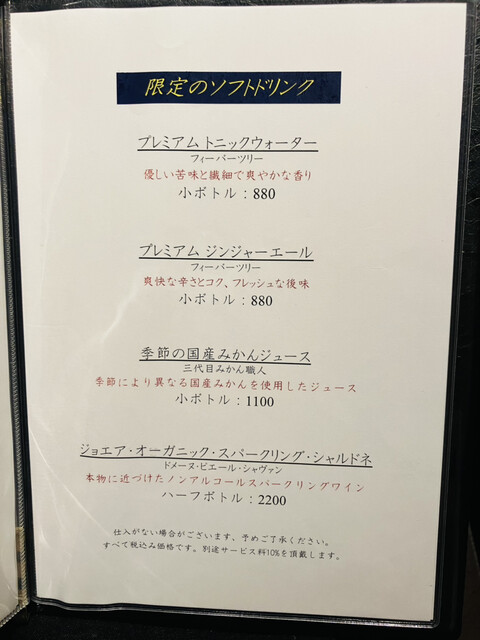 限定のソフトドリンク
プレミアム トニックウォーター
フィーバーツリー
優しい苦味と繊細で爽やかな香り
小ボトル：880
プレミアム ジンジャーエール
フィーバーツリー
爽快な辛さとコク、フレッシュな後味
小ボトル：880
季節の国産みかんジュース
三代目みかん職人
季節により異なる国産みかんを使用したジュース
小ボトル：1100
ジョエア・オーガニック・スパークリング・シャルドネ
ドメーヌ・ピエール・シャヴァン
本物に近づけたノンアルコールスパークリングワイン
ハーフボトル：2200
仕入がない場合がございます、予めご了承ください。
すべて税込み価格です。別途サービス料10%を頂戴します。